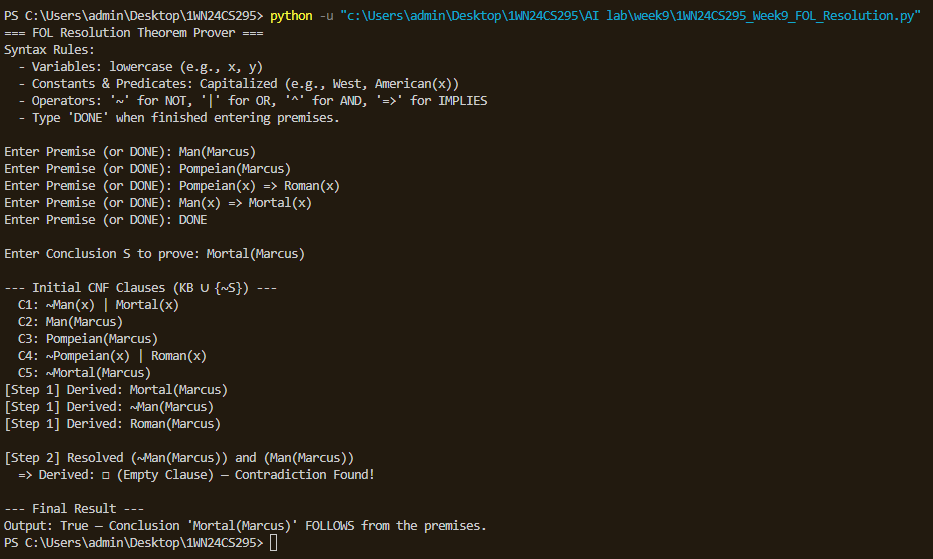 PS C:\Users\admin\Desktop\1WN24CS295> python -u "c:\Users\admin\Desktop\1WN24CS295\AI lab\week9\1WN24CS295_Week9_FOL_Resolution.py"
=== FOL Resolution Theorem Prover ===
Syntax Rules:
  - Variables: lowercase (e.g., x, y)
  - Constants & Predicates: Capitalized (e.g., West, American(x))
  - Operators: '~' for NOT, '|' for OR, '^' for AND, '=>' for IMPLIES
  - Type 'DONE' when finished entering premises.

Enter Premise (or DONE): Man(Marcus)
Enter Premise (or DONE): Pompeian(Marcus)
Enter Premise (or DONE): Pompeian(x) => Roman(x)
Enter Premise (or DONE): Man(x) => Mortal(x)
Enter Premise (or DONE): DONE

Enter Conclusion S to prove: Mortal(Marcus)

--- Initial CNF Clauses (KB ∪ {~S}) ---
  C1: ~Man(x) | Mortal(x)
  C2: Man(Marcus)
  C3: Pompeian(Marcus)
  C4: ~Pompeian(x) | Roman(x)
  C5: ~Mortal(Marcus)
[Step 1] Derived: Mortal(Marcus)
[Step 1] Derived: ~Man(Marcus)
[Step 1] Derived: Roman(Marcus)

[Step 2] Resolved (~Man(Marcus)) and (Man(Marcus))
  => Derived: □ (Empty Clause) — Contradiction Found!

--- Final Result ---
Output: True — Conclusion 'Mortal(Marcus)' FOLLOWS from the premises.
PS C:\Users\admin\Desktop\1WN24CS295>